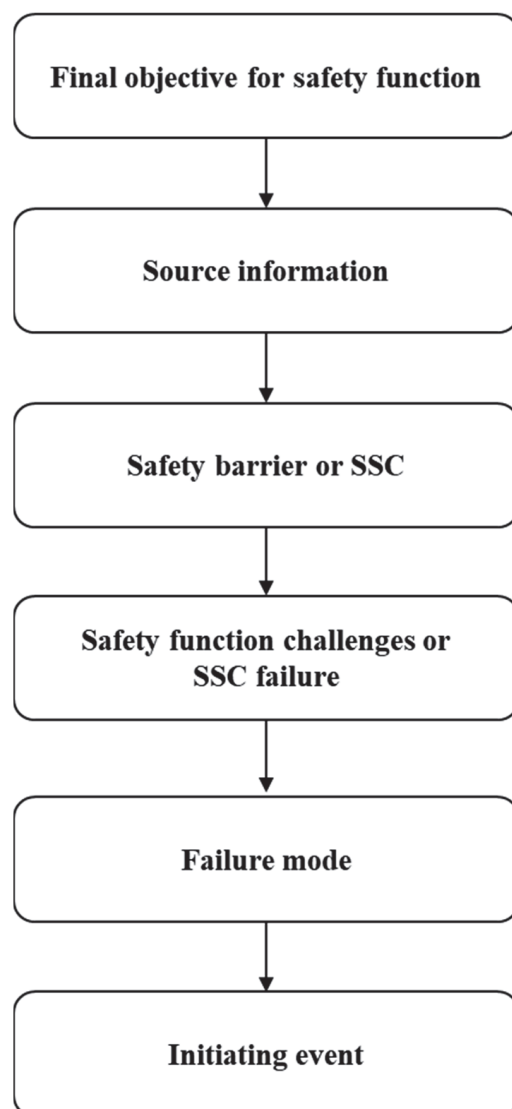 Final objective for safety function
Source information
Safety barrier or SSC
Safety function challenges or
SSC failure
Failure mode
Initiating event